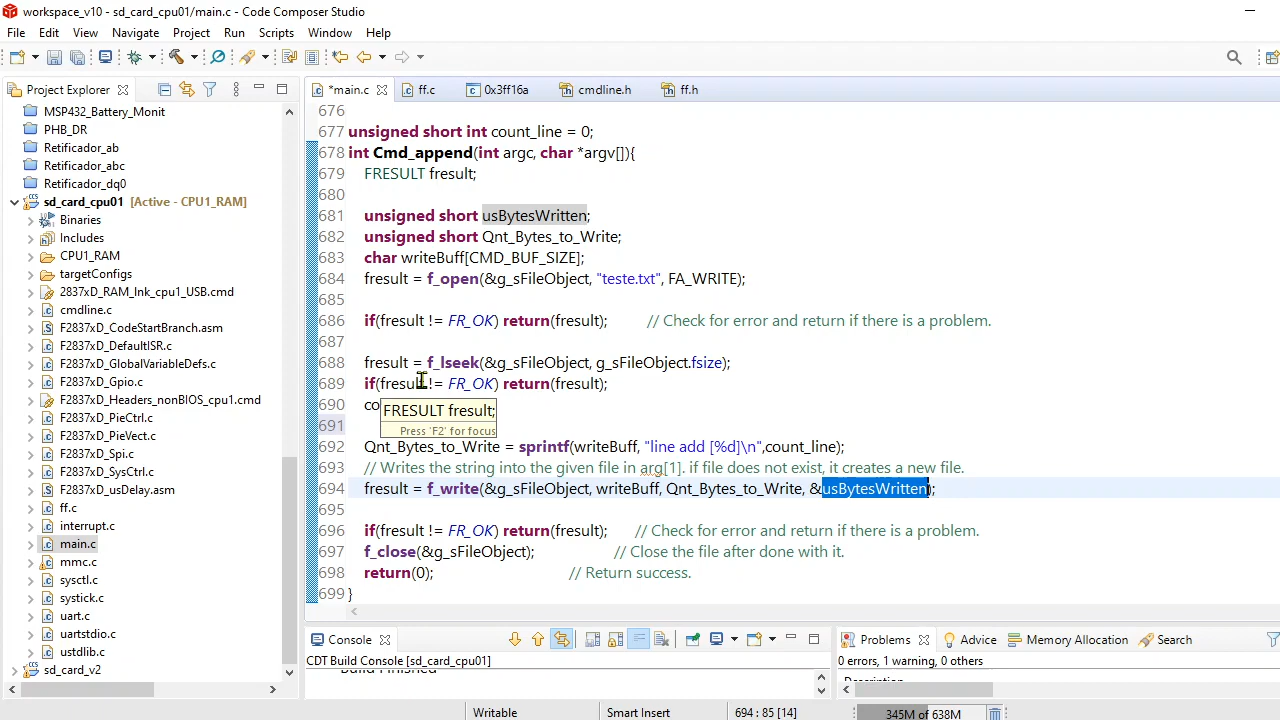 workspace_v10 - sd_card_cpu01/main.c - Code Composer Studio
File Edit View Navigate Project Run Scripts Window Help
Project Explorer
MSP432_Battery_Monit
PHB_DR
Retificador_ab
Retificador_abc
Retificador_dq0
sd_card_cpu01 [Active - CPU1_RAM]
Binaries
Includes
CPU1_RAM
targetConfigs
2837xD_RAM_lnk_cpu1_USB.cmd
cmdline.c
F2837xD_CodeStartBranch.asm
F2837xD_DefaultISR.c
F2837xD_GlobalVariableDefs.c
F2837xD_Gpio.c
F2837xD_Headers_nonBIOS_cpu1.cmd
F2837xD_PieCtrl.c
F2837xD_PieVect.c
F2837xD_Spi.c
F2837xD_SysCtrl.c
F2837xD_usDelay.asm
ff.c
interrupt.c
main.c
mmc.c
sysctl.c
systick.c
uart.c
uartstdio.c
ustdlib.c
sd_card_v2
*main.c ff.c 0x3ff16a cmdline.h ff.h
676
677 unsigned short int count_line = 0;
678 int Cmd_append(int argc, char *argv[]){
679 FRESULT fresult;
680
681 unsigned short usBytesWritten;
682 unsigned short Qnt_Bytes_to_Write;
683 char writeBuff[CMD_BUF_SIZE];
684 fresult = f_open(&g_sFileObject, "teste.txt", FA_WRITE);
685
686 if(fresult != FR_OK) return(fresult); // Check for error and return if there is a problem.
687
688 fresult = f_lseek(&g_sFileObject, g_sFileObject.fsize);
689 if(fresult != FR_OK) return(fresult);
690 co
FRESULT fresult;
691
Press 'F2' for focus
692 Qnt_Bytes_to_Write = sprintf(writeBuff, "line add [%d]\n",count_line);
693 // Writes the string into the given file in arg[1]. if file does not exist, it creates a new file.
694 fresult = f_write(&g_sFileObject, writeBuff, Qnt_Bytes_to_Write, &usBytesWritten);
695
696 if(fresult != FR_OK) return(fresult); // Check for error and return if there is a problem.
697 f_close(&g_sFileObject); // Close the file after done with it.
698 return(0); // Return success.
699 }
Console
CDT Build Console [sd_card_cpu01]
Problems Advice Memory Allocation Search
0 errors, 1 warning, 0 others
Writable Smart Insert 694 : 85 [14] 345M of 638M